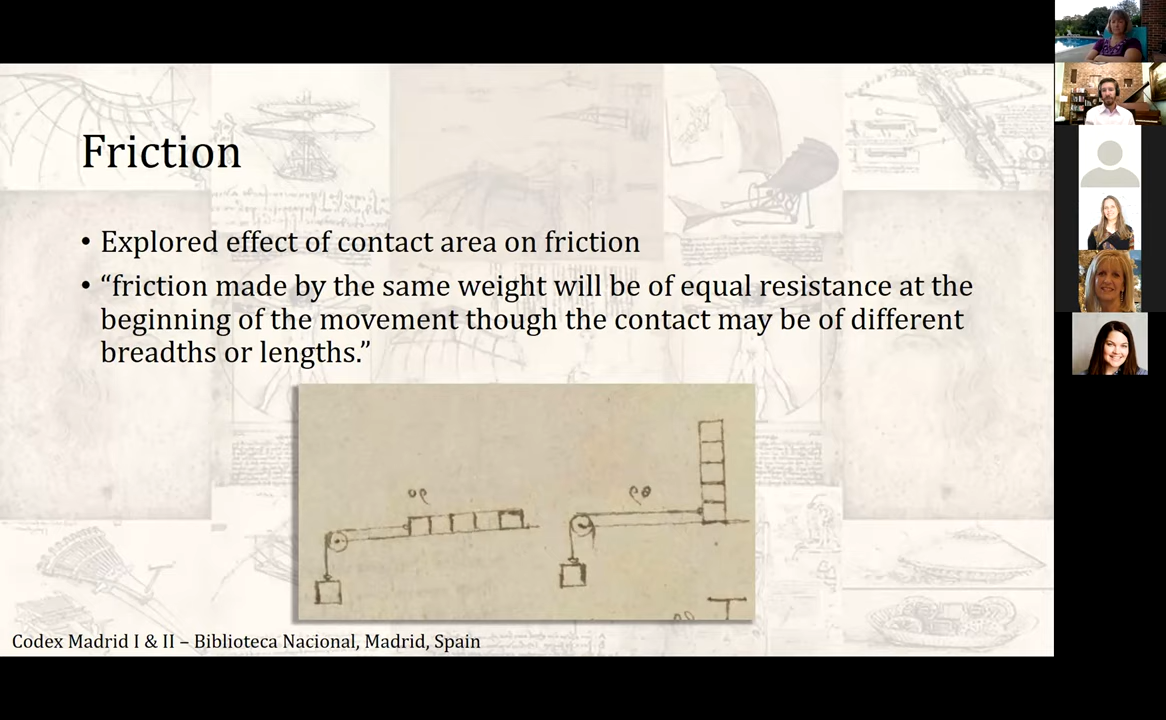 Friction
• Explored effect of contact area on friction
• “friction made by the same weight will be of equal resistance at the
beginning of the movement though the contact may be of different
breadths or lengths.”
Codex Madrid I & II – Biblioteca Nacional, Madrid, Spain